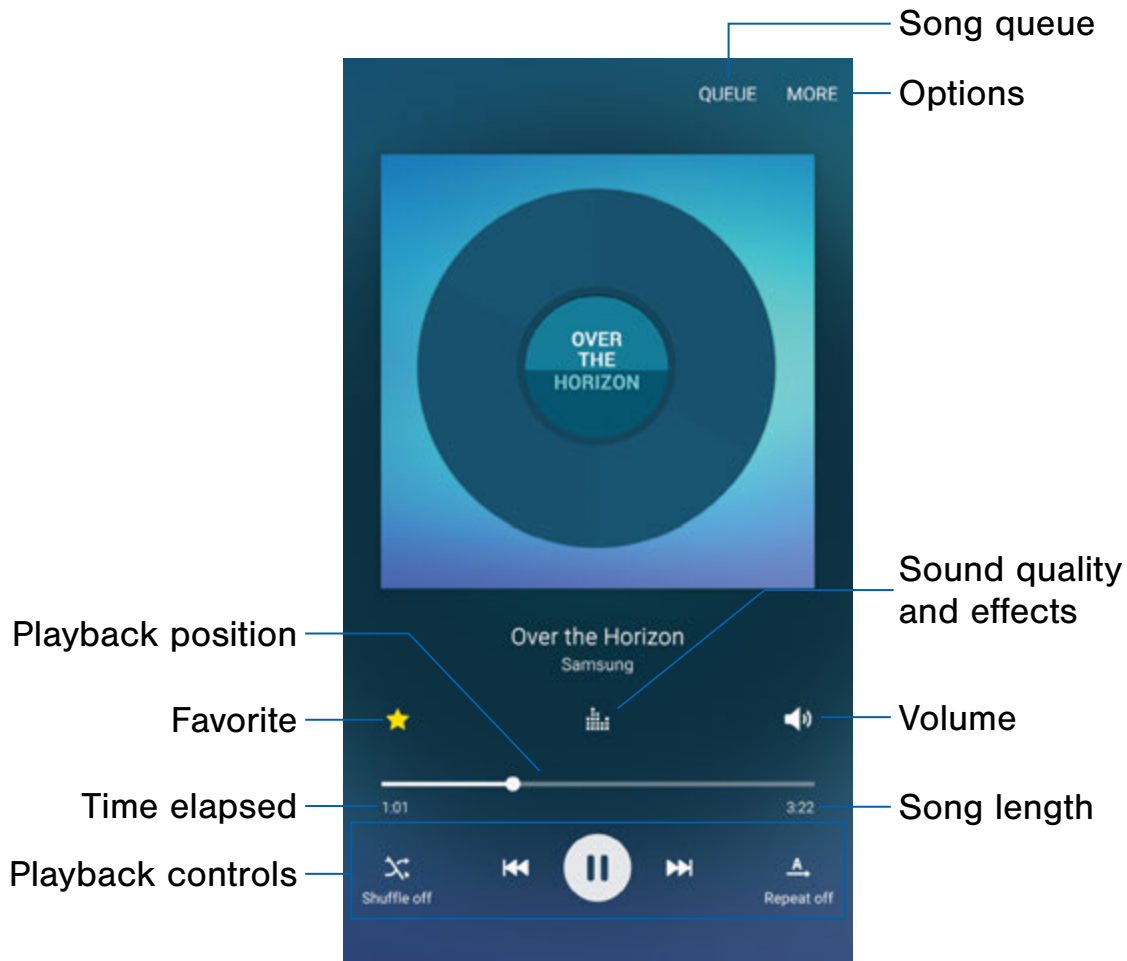 Song queue
QUEUE MORE
Options
OVER
THE
HORIZON
Sound quality
and effects
Playback position
Over the Horizon
Samsung
Favorite
Volume
Time elapsed
1:01
3:22
Song length
Playback controls
A
Shuffle off
Repeat off